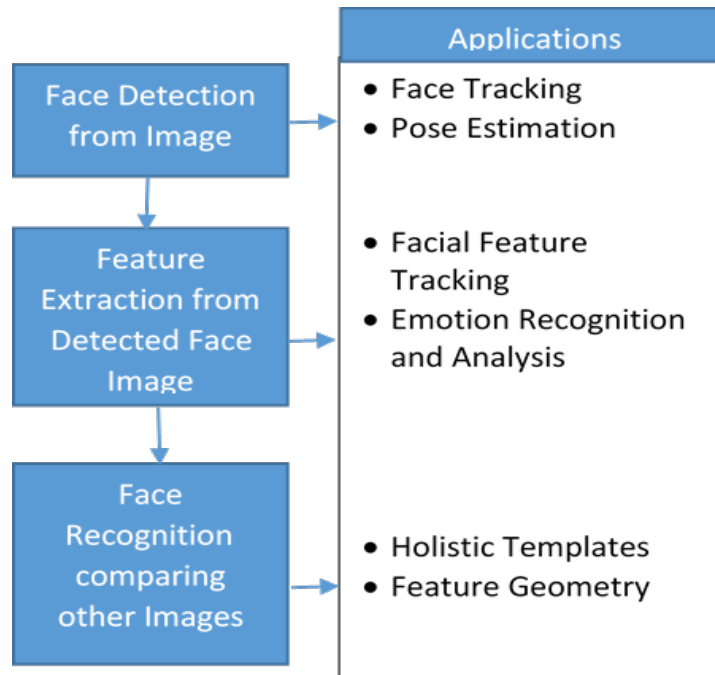 Applications
Face Detection
from Image
• Face Tracking
• Pose Estimation
Feature
Extraction from
Detected Face
Image
• Facial Feature
Tracking
• Emotion Recognition
and Analysis
Face
Recognition
comparing
other Images
• Holistic Templates
• Feature Geometry